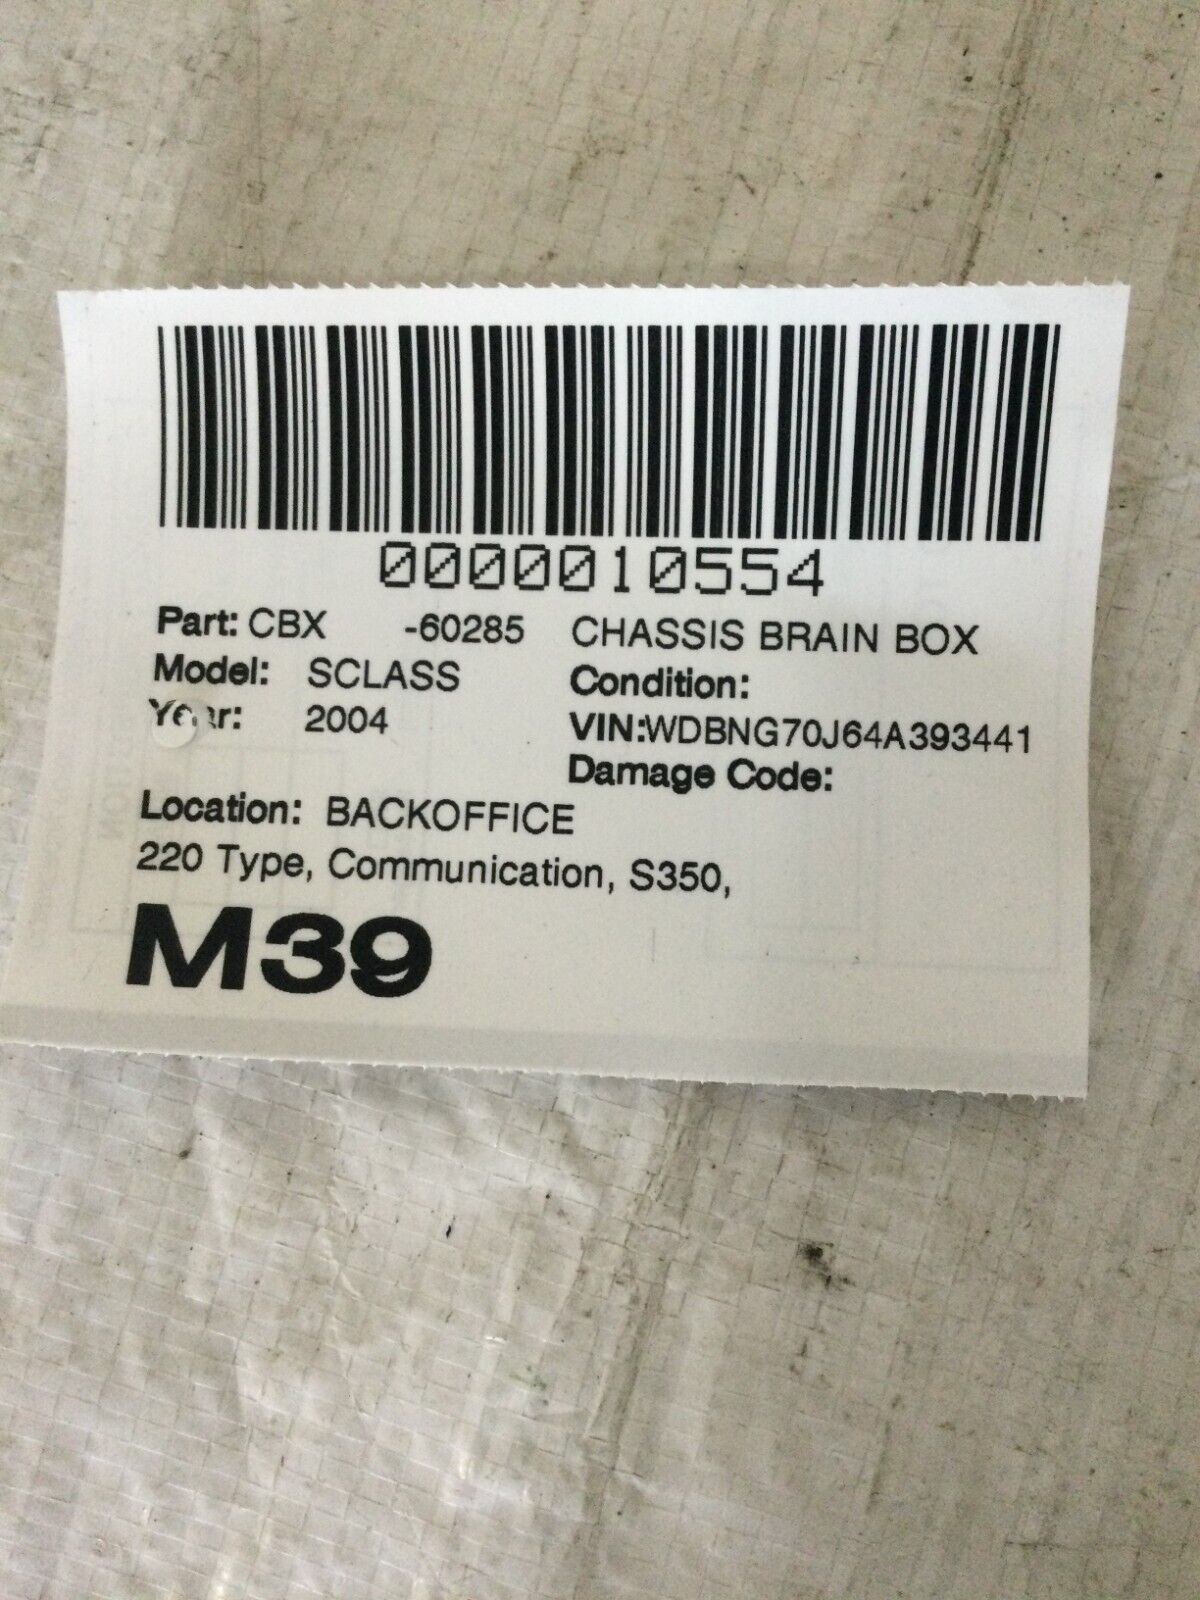 0000010554
Part: CBX -60285 CHASSIS BRAIN BOX
Model: SCLASS Condition:
Year: 2004 VIN:WDBNG70J64A393441
Damage Code:
Location: BACKOFFICE
220 Type, Communication, S350,
M39